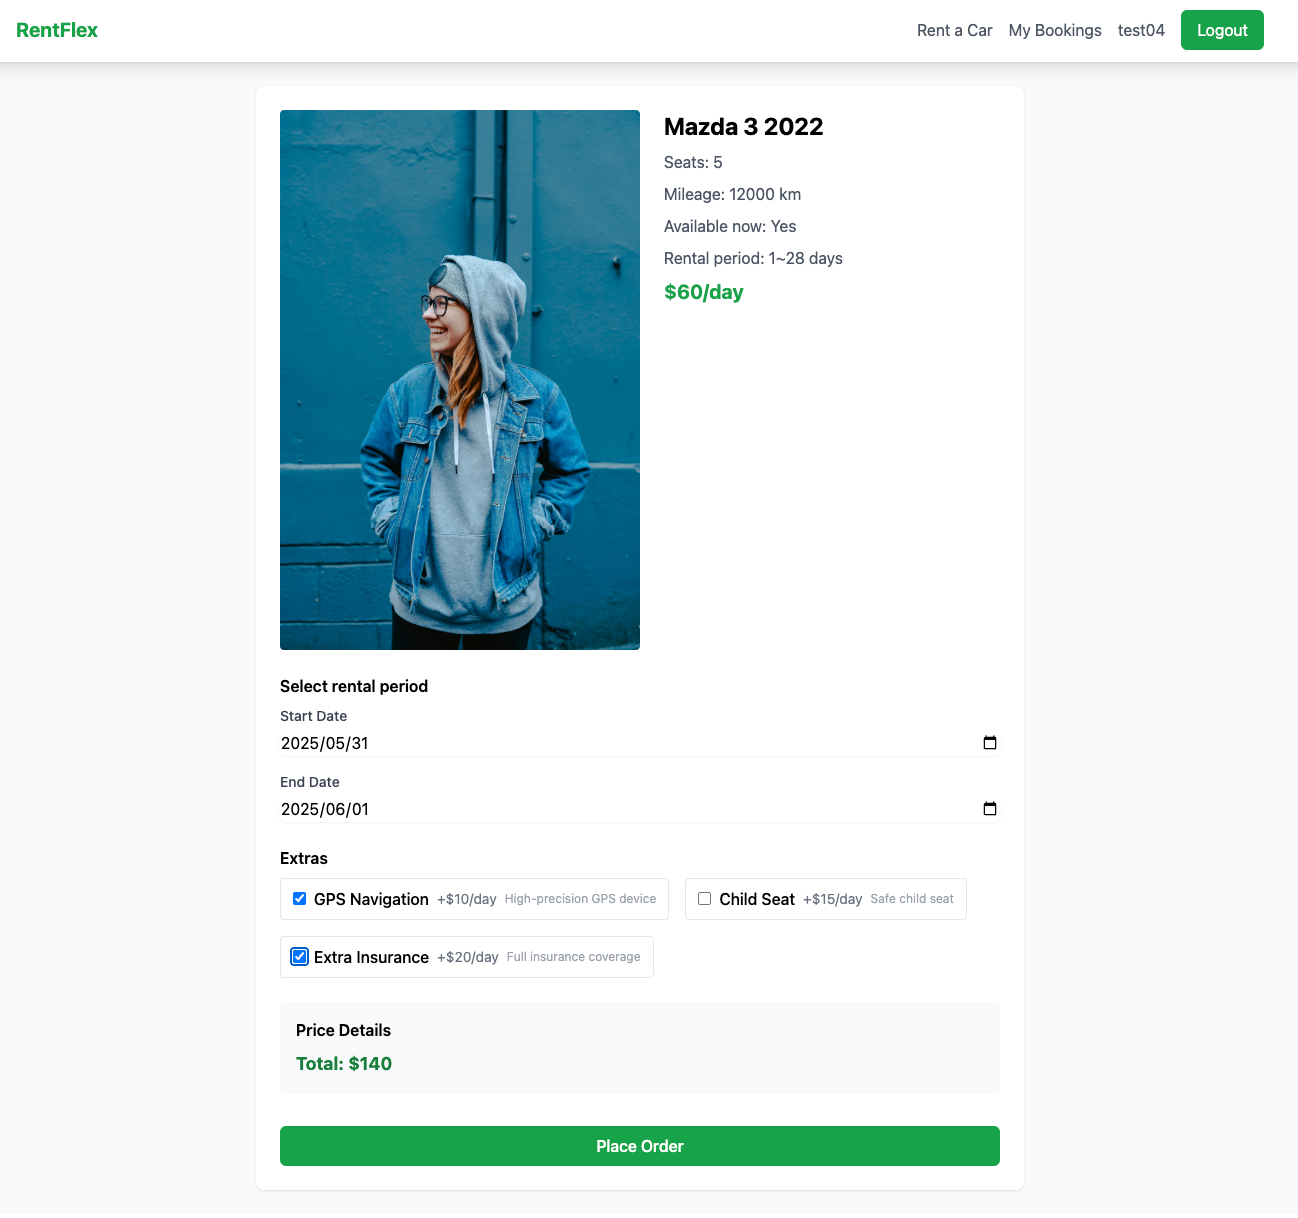 RentFlex
Rent a Car My Bookings test04 Logout
Mazda 3 2022
Seats: 5
Mileage: 12000 km
Available now: Yes
Rental period: 1~28 days
$60/day
Select rental period
Start Date
2025/05/31
End Date
2025/06/01
Extras
GPS Navigation +$10/day High-precision GPS device
Child Seat +$15/day Safe child seat
Extra Insurance +$20/day Full insurance coverage
Price Details
Total: $140
Place Order